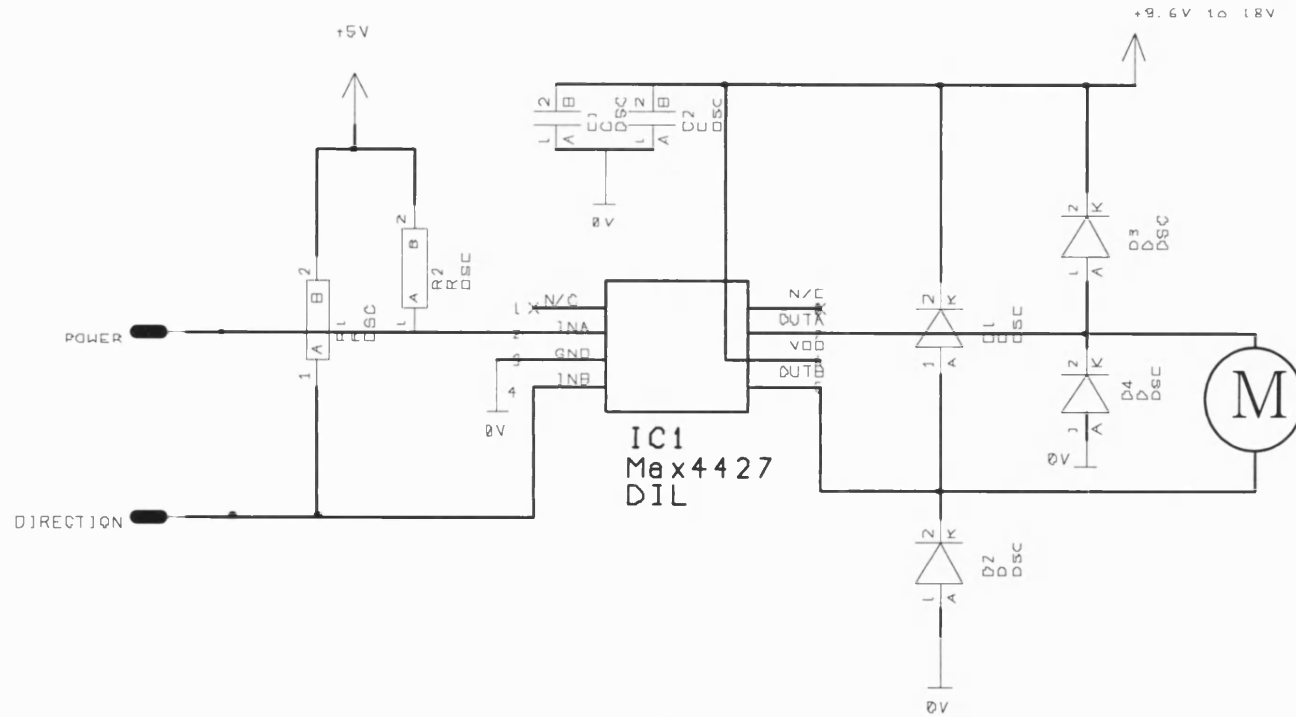 +9.6V to 18V
+5V
2 B
1 A
C1
C
DSC
2 B
1 A
C2
C
DSC
0V
2 B
A 1
R2
R
DSC
2
B
A
1
R1
R
DSC
POWER
DIRECTION
1 N/C
INA
GND
4 INB
0V
N/C
OUTA
VDD
OUTB
IC1
Max4427
DIL
2 K
1 A
D1
D
DSC
2 K
1 A
D3
D
DSC
2 K
1 A
D4
D
DSC
0V
M
2 K
1 A
D2
D
DSC
0V